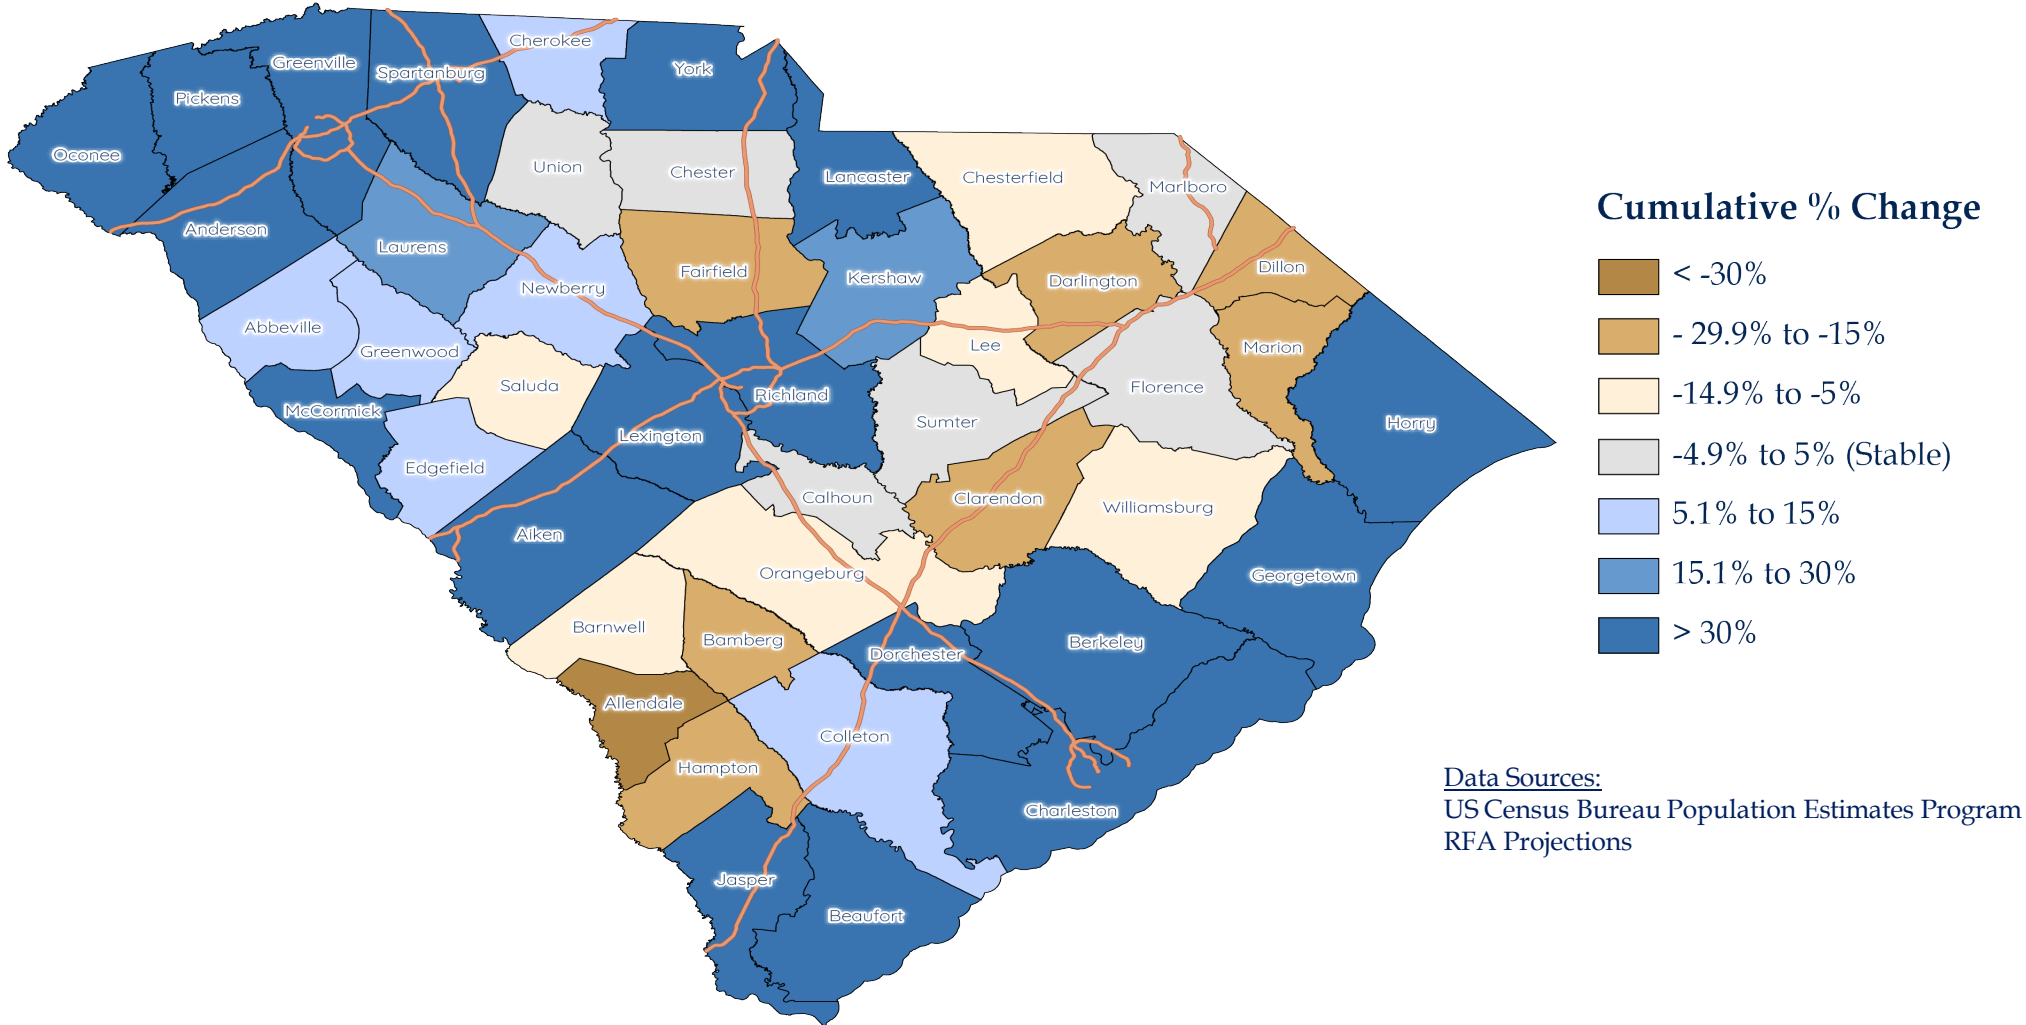 Cherokee
Greenville
York
Spartanburg
Pickens
Oconee
Union
Chester
Lancaster
Chesterfield
Marlboro
Anderson
Laurens
Fairfield
Kershaw
Darlington
Dillon
Newberry
Abbeville
Greenwood
Lee
Marion
Saluda
Richland
Florence
McCormick
Lexington
Sumter
Horry
Edgefield
Calhoun
Clarendon
Williamsburg
Aiken
Orangeburg
Georgetown
Barnwell
Bamberg
Berkeley
Dorchester
Allendale
Colleton
Hampton
Charleston
Jasper
Beaufort
Cumulative % Change
< -30%
- 29.9% to -15%
-14.9% to -5%
-4.9% to 5% (Stable)
5.1% to 15%
15.1% to 30%
> 30%
Data Sources:
US Census Bureau Population Estimates Program
RFA Projections